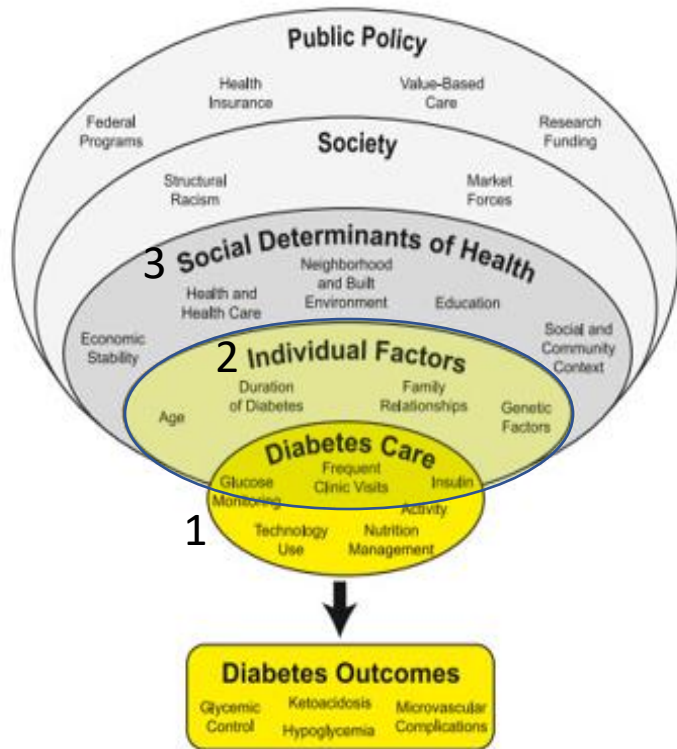 Public Policy
Health
Insurance
Value-Based
Care
Federal
Programs
Research
Funding
Society
Structural
Racism
Market
Forces
3 Social Determinants of Health
Neighborhood
and Built
Environment
Health and
Health Care
Education
Economic
Stability
Social and
Community
Context
2 Individual Factors
Duration
of Diabetes
Family
Relationships
Age
Genetic
Factors
Diabetes Care
Glucose
Monitoring
Frequent
Clinic Visits
Insulin
Activity
1
Technology
Use
Nutrition
Management
Diabetes Outcomes
Glycemic
Control
Ketoacidosis
Hypoglycemia
Microvascular
Complications